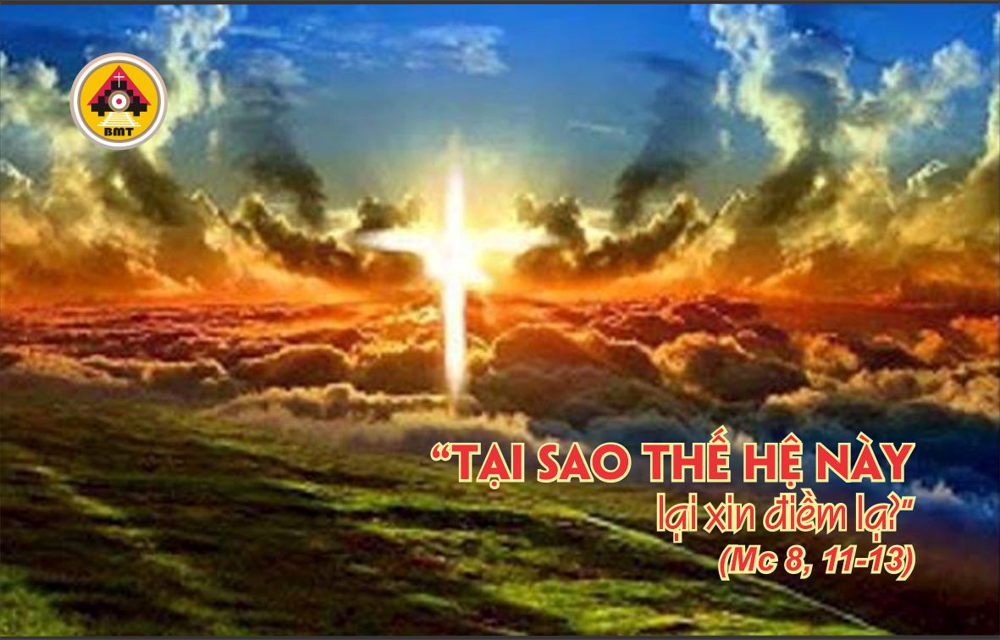 BMT
“TẠI SAO THẾ HỆ NÀY
lại xin điềm lạ?”
(Mc 8, 11-13)